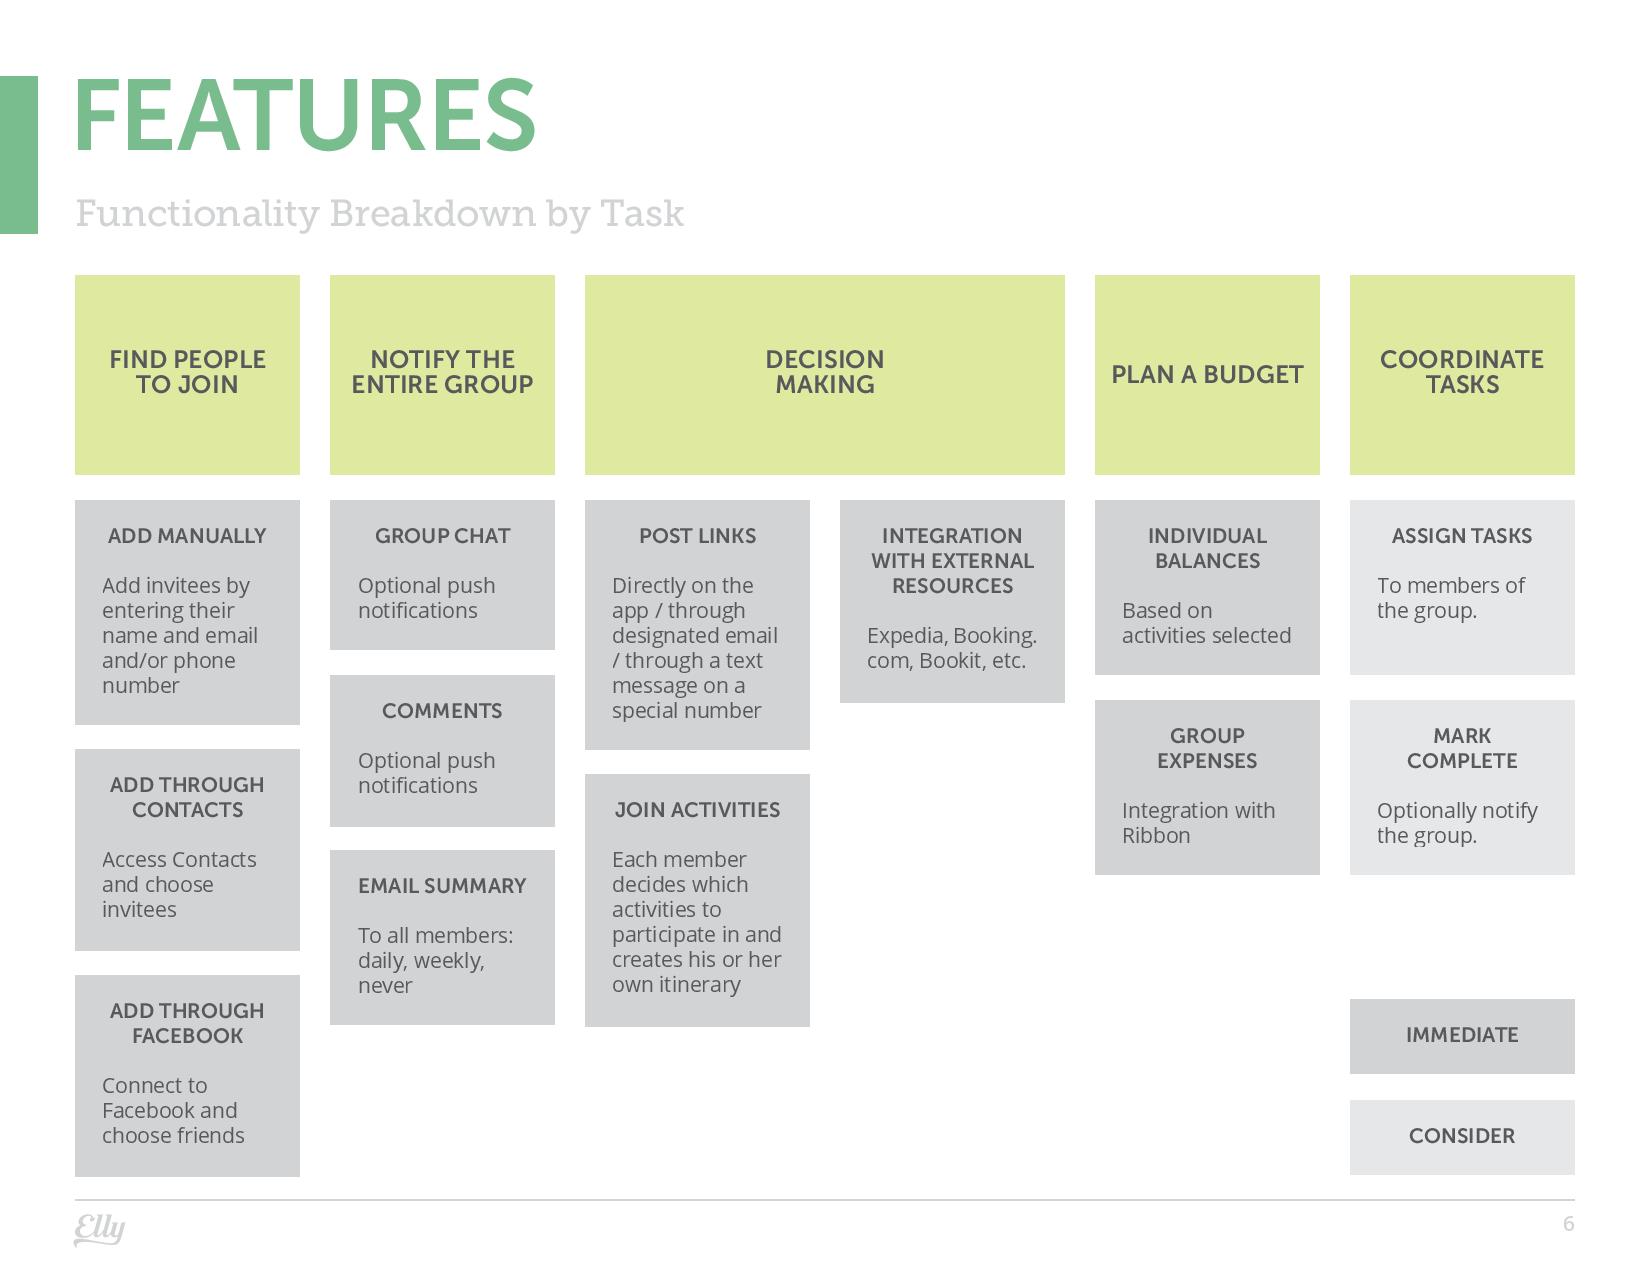 FEATURES
Functionality Breakdown by Task
FIND PEOPLE
TO JOIN
NOTIFY THE
ENTIRE GROUP
DECISION
MAKING
PLAN A BUDGET
COORDINATE
TASKS
ADD MANUALLY
Add invitees by
entering their
name and email
and/or phone
number
ADD THROUGH
CONTACTS
Access Contacts
and choose
invitees
ADD THROUGH
FACEBOOK
Connect to
Facebook and
choose friends
GROUP CHAT
Optional push
notifications
COMMENTS
Optional push
notifications
EMAIL SUMMARY
To all members:
daily, weekly,
never
POST LINKS
Directly on the
app / through
designated email
/ through a text
message on a
special number
JOIN ACTIVITIES
Each member
decides which
activities to
participate in and
creates his or her
own itinerary
INTEGRATION
WITH EXTERNAL
RESOURCES
Expedia, Booking.
com, Bookit, etc.
INDIVIDUAL
BALANCES
Based on
activities selected
GROUP
EXPENSES
Integration with
Ribbon
ASSIGN TASKS
To members of
the group.
MARK
COMPLETE
Optionally notify
the group.
IMMEDIATE
CONSIDER
Elly
6